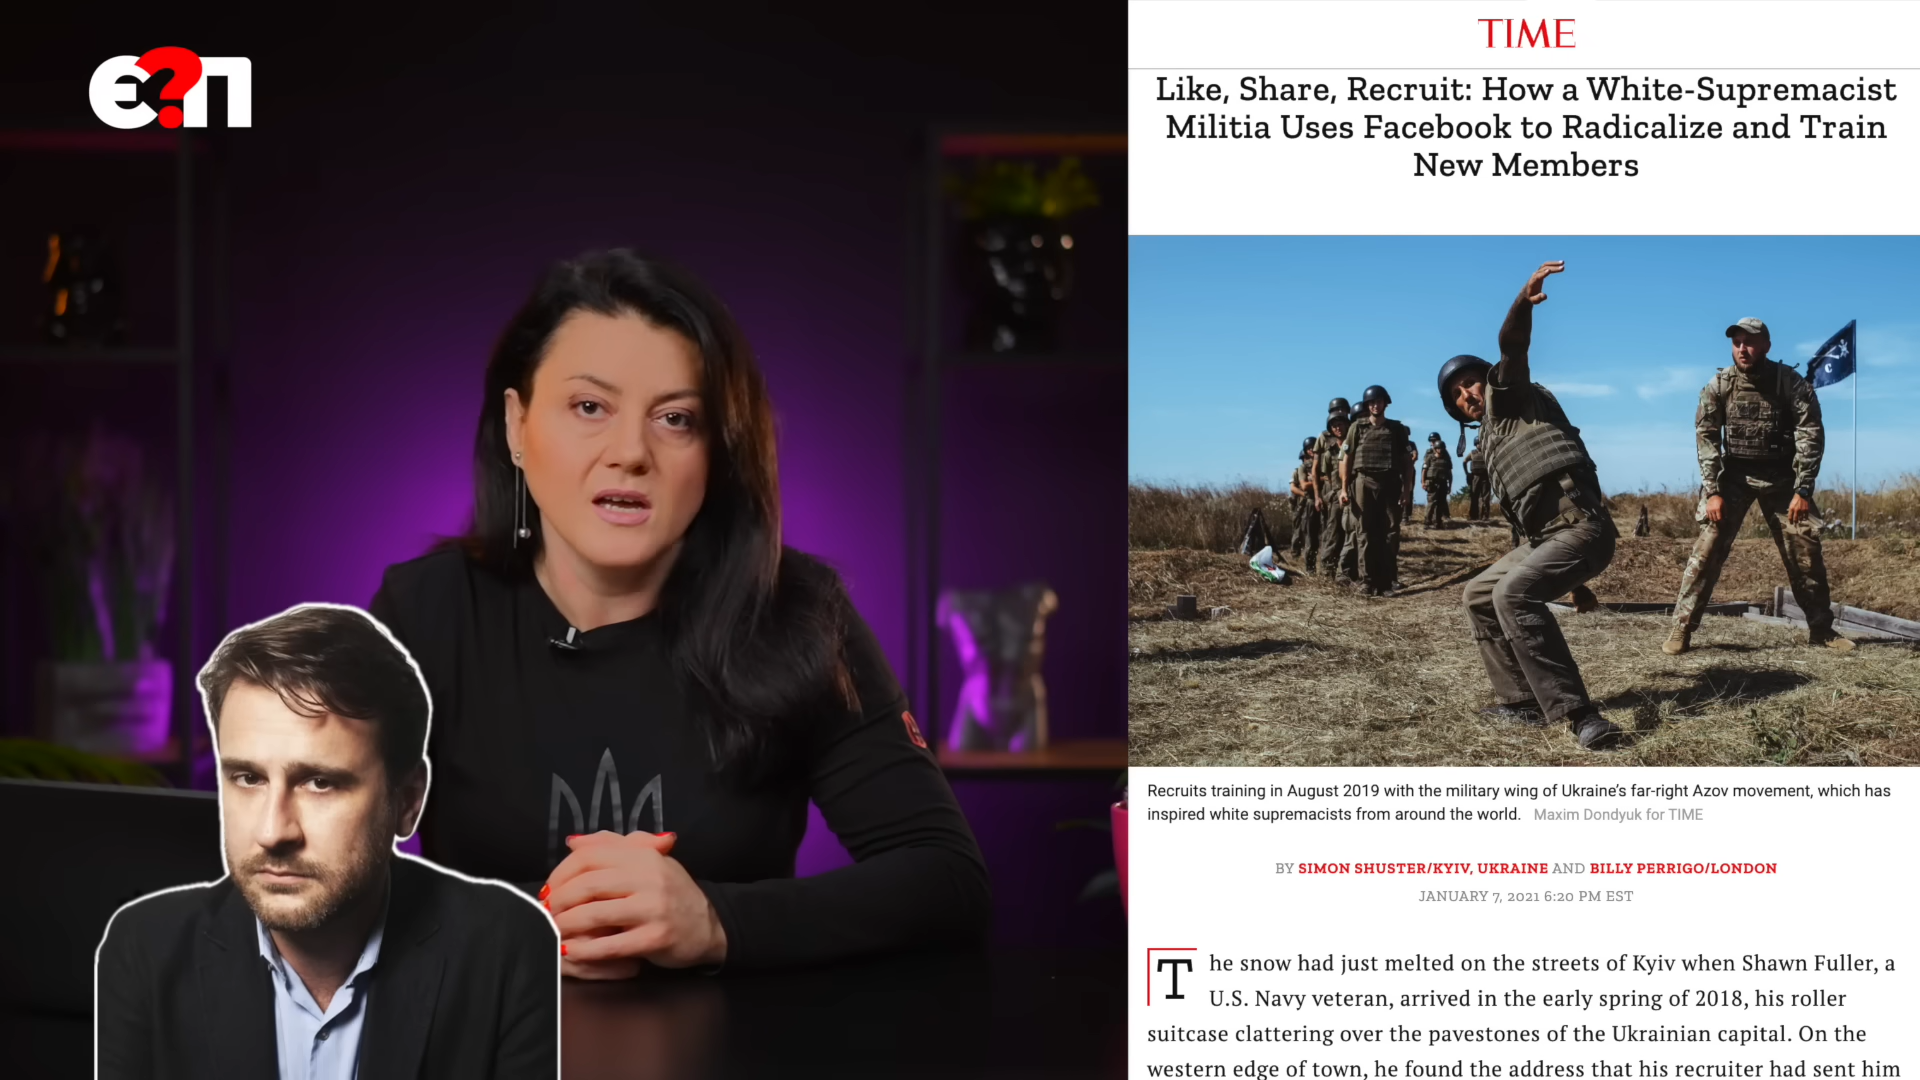 є?п
TIME
Like, Share, Recruit: How a White-Supremacist
Militia Uses Facebook to Radicalize and Train
New Members
Recruits training in August 2019 with the military wing of Ukraine’s far-right Azov movement, which has
inspired white supremacists from around the world. Maxim Dondyuk for TIME
BY SIMON SHUSTER/KYIV, UKRAINE AND BILLY PERRIGO/LONDON
JANUARY 7, 2021 6:20 PM EST
The snow had just melted on the streets of Kyiv when Shawn Fuller, a
U.S. Navy veteran, arrived in the early spring of 2018, his roller
suitcase clattering over the pavestones of the Ukrainian capital. On the
western edge of town, he found the address that his recruiter had sent him